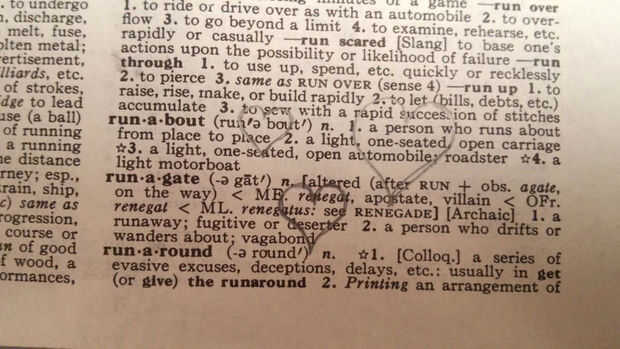 . to undergo
n, discharge,
, melt, fuse,
olten metal;
vertisement,
lliards, etc.
of strokes,
dge to lead
use (a ball)
of running
a running
ne distance
rney; esp.,
rain, ship,
c) same as
rogression,
course or
un of good
f wood, a
ormances,
minutes of a game —run over
1. to ride or drive over as with an automobile 2. to over-
flow 3. to go beyond a limit 4. to examine, rehearse, etc.
rapidly or casually —run scared [Slang] to base one's
actions upon the possibility or likelihood of failure —run
through 1. to use up, spend, etc. quickly or recklessly
2. to pierce 3. same as RUN OVER (sense 4) —run up 1. to
raise, rise, make, or build rapidly 2. to let (bills, debts, etc.)
accumulate 3. to sew with a rapid succession of stitches
run·a·bout (run′ə bout′) n. 1. a person who runs about
from place to place 2. a light, one-seated, open carriage
☆3. a light, one-seated, open automobile; roadster ☆4. a
light motorboat
run·a·gate (-ə gāt′) n. [altered (after RUN + obs. agate,
on the way) < ME renegat, apostate, villain < OFr.
renegat < ML. renegatus: see RENEGADE] [Archaic] 1. a
runaway; fugitive or deserter 2. a person who drifts or
wanders about; vagabond
run·a·round (-ə round′) n. ☆1. [Colloq.] a series of
evasive excuses, deceptions, delays, etc.: usually in get
(or give) the runaround 2. Printing an arrangement of